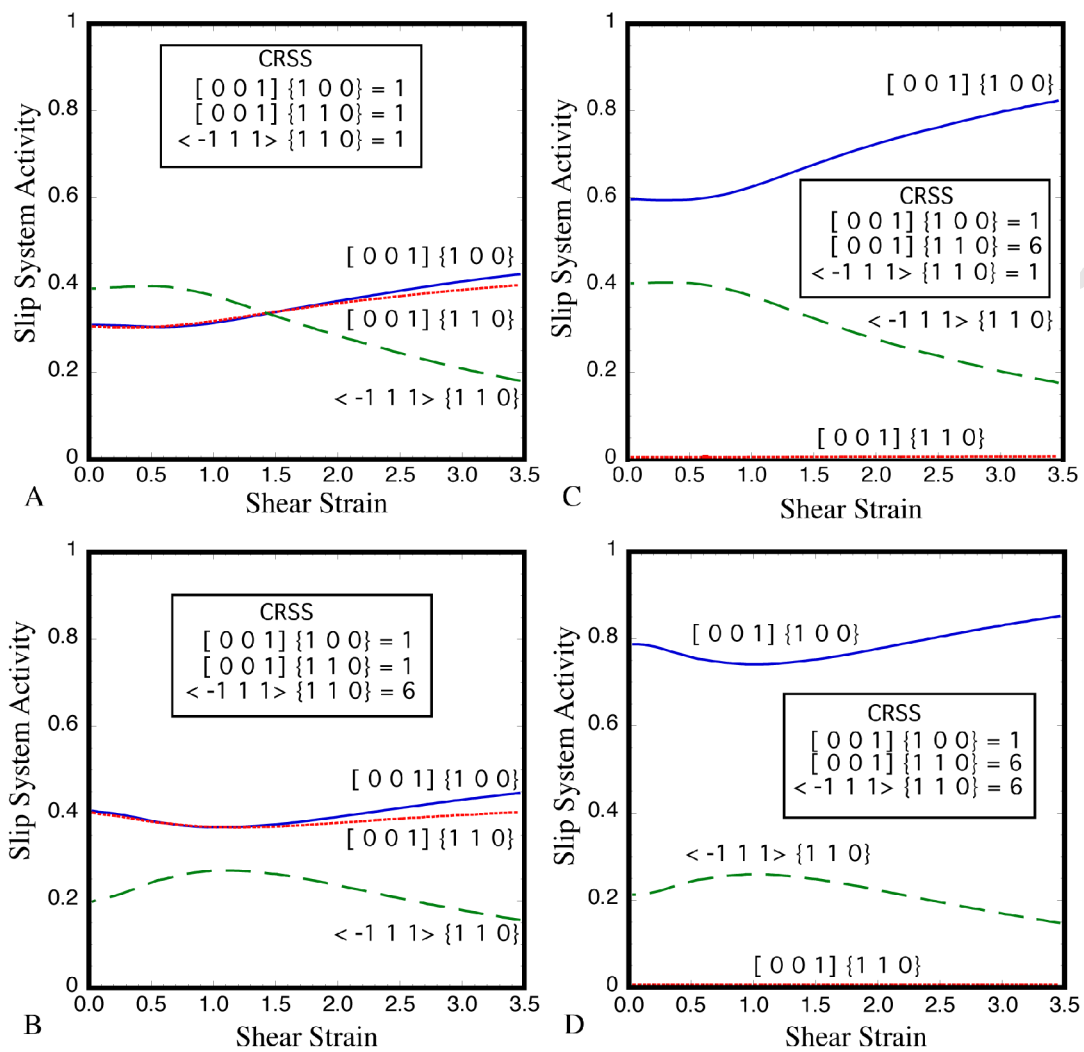 1
0.8
0.6
0.4
0.2
0
Slip System Activity
CRSS
[ 0 0 1 ] { 1 0 0 } = 1
[ 0 0 1 ] { 1 1 0 } = 1
< -1 1 1 > { 1 1 0 } = 1
[ 0 0 1 ] { 1 0 0 }
[ 0 0 1 ] { 1 1 0 }
< -1 1 1 > { 1 1 0 }
0.0 0.5 1.0 1.5 2.0 2.5 3.0 3.5
Shear Strain
A
1
0.8
0.6
0.4
0.2
0
Slip System Activity
[ 0 0 1 ] { 1 0 0 }
CRSS
[ 0 0 1 ] { 1 0 0 } = 1
[ 0 0 1 ] { 1 1 0 } = 6
< -1 1 1 > { 1 1 0 } = 1
< -1 1 1 > { 1 1 0 }
[ 0 0 1 ] { 1 1 0 }
0.0 0.5 1.0 1.5 2.0 2.5 3.0 3.5
Shear Strain
C
1
0.8
0.6
0.4
0.2
0
Slip System Activity
CRSS
[ 0 0 1 ] { 1 0 0 } = 1
[ 0 0 1 ] { 1 1 0 } = 1
< -1 1 1 > { 1 1 0 } = 6
[ 0 0 1 ] { 1 0 0 }
[ 0 0 1 ] { 1 1 0 }
< -1 1 1 > { 1 1 0 }
0.0 0.5 1.0 1.5 2.0 2.5 3.0 3.5
Shear Strain
B
1
0.8
0.6
0.4
0.2
0
Slip System Activity
[ 0 0 1 ] { 1 0 0 }
CRSS
[ 0 0 1 ] { 1 0 0 } = 1
[ 0 0 1 ] { 1 1 0 } = 6
< -1 1 1 > { 1 1 0 } = 6
< -1 1 1 > { 1 1 0 }
[ 0 0 1 ] { 1 1 0 }
0.0 0.5 1.0 1.5 2.0 2.5 3.0 3.5
Shear Strain
D